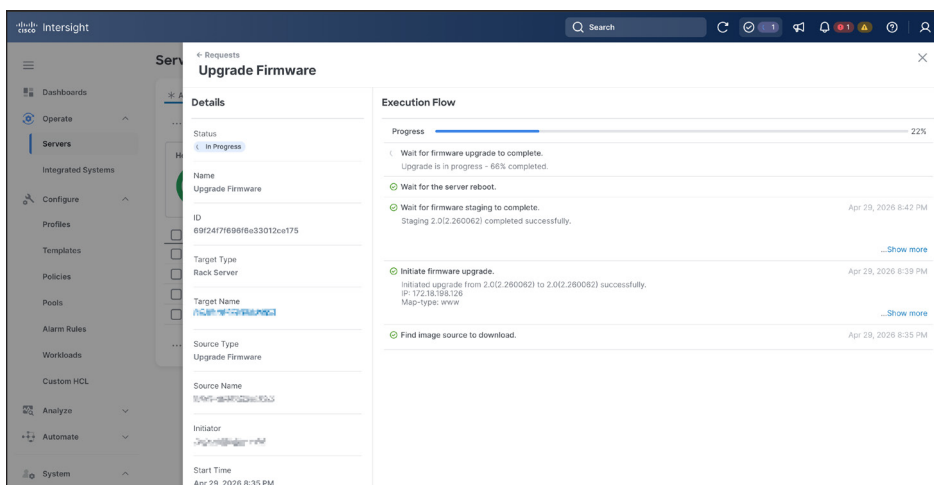 cisco Intersight
Search
1
1
Dashboards
Operate
Servers
Integrated Systems
Configure
Profiles
Templates
Policies
Pools
Alarm Rules
Workloads
Custom HCL
Analyze
Automate
System
Serv
A
He
← Requests
Upgrade Firmware
Details
Status
In Progress
Name
Upgrade Firmware
ID
69f24f7f696f6e33012ce175
Target Type
Rack Server
Target Name
Source Type
Upgrade Firmware
Source Name
Initiator
Start Time
Apr 29, 2026 8:35 PM
Execution Flow
Progress 22%
Wait for firmware upgrade to complete.
Upgrade is in progress - 66% completed.
Wait for the server reboot.
Wait for firmware staging to complete. Apr 29, 2026 8:42 PM
Staging 2.0(2.260062) completed successfully.
...Show more
Initiate firmware upgrade. Apr 29, 2026 8:39 PM
Initiated upgrade from 2.0(2.260062) to 2.0(2.260062) successfully.
IP: 172.18.198.126
Map-type: www
...Show more
Find image source to download. Apr 29, 2026 8:35 PM